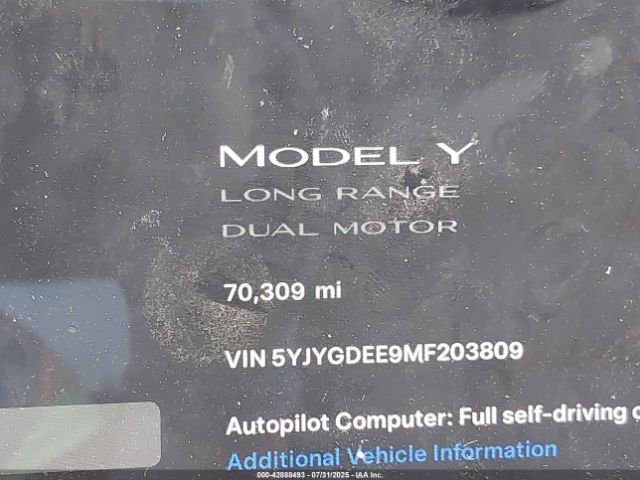 MODEL Y
LONG RANGE
DUAL MOTOR
70,309 mi
VIN 5YJYGDEE9MF203809
Autopilot Computer: Full self-driving
Additional Vehicle Information
000-42888493 - 07/31/2025 - IAA Inc.